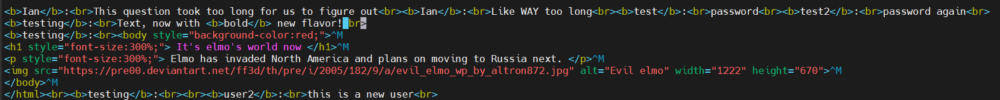 <b>Ian</b>:<br>This question took too long for us to figure out<br><b>Ian</b>:<br>Like WAY too long<br><b>test</b>:<br>password<br><b>test2</b>:<br>password again<br>
<b>testing</b>:<br>Text, now with <b>bold</b> new flavor!<br>
<b>testing</b>:<br><body style="background-color:red;">^M
<h1 style="font-size:300%;"> It's elmo's world now </h1>^M
<p style="font-size:300%;"> Elmo has invaded North America and plans on moving to Russia next. </p>^M
<img src="https://pre00.deviantart.net/ff3d/th/pre/i/2005/182/9/a/evil_elmo_wp_by_altron872.jpg" alt="Evil elmo" width="1222" height="670">^M
</body>^M
</html><br><b>testing</b>:<br><br><b>user2</b>:<br>this is a new user<br>